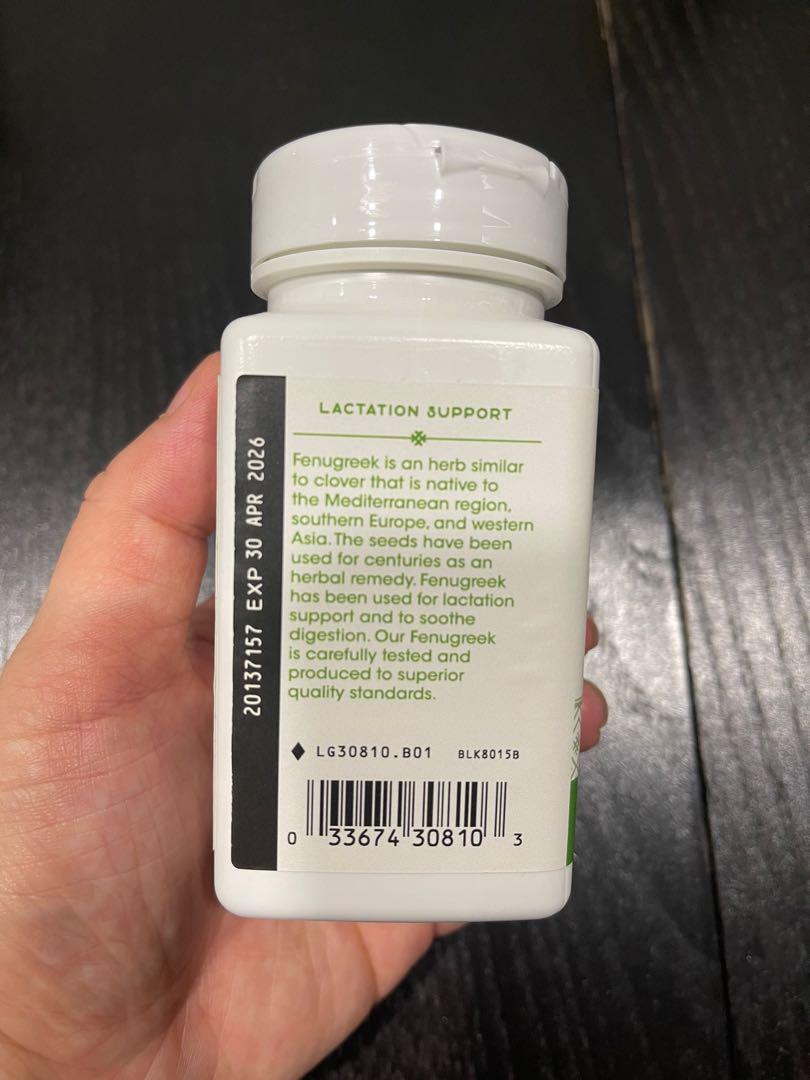 LACTATION SUPPORT
Fenugreek is an herb similar
to clover that is native to
the Mediterranean region,
southern Europe, and western
Asia. The seeds have been
used for centuries as an
herbal remedy. Fenugreek
has been used for lactation
support and to soothe
digestion. Our Fenugreek
is carefully tested and
produced to superior
quality standards.
20137157 EXP 30 APR 2026
LG30810.B01 BLK8015B
0 33674 30810 3